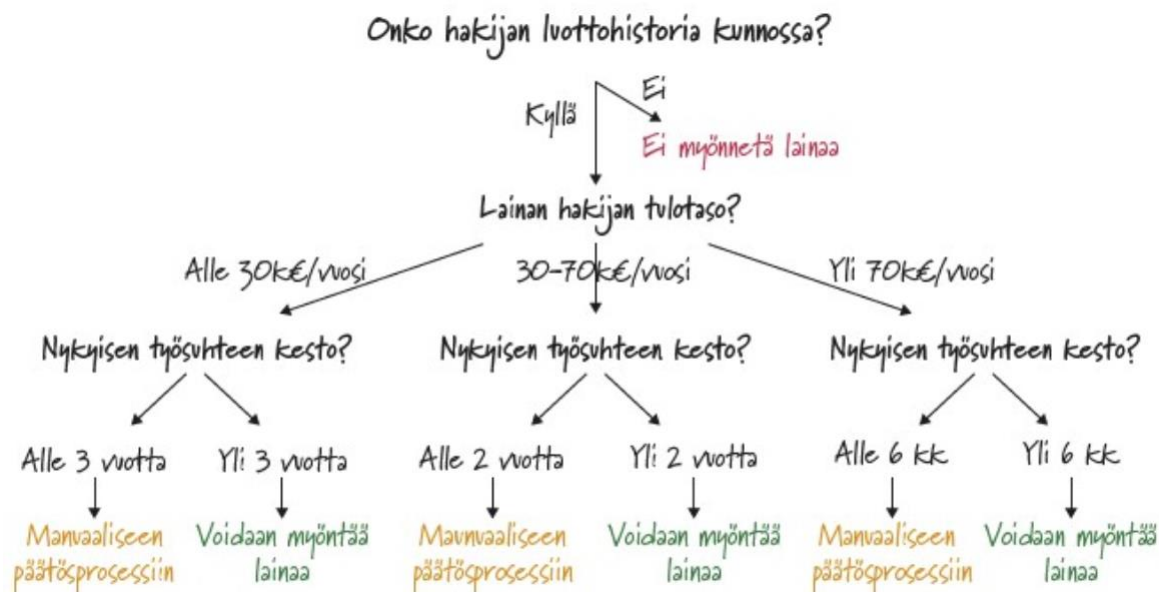 Onko hakijan luottohistoria kunnossa?
Ei
Kyllä
Ei myönnetä lainaa
Lainan hakijan tulotaso?
Alle 30k€/vuosi
30-70k€/vuosi
Yli 70k€/vuosi
Nykyisen työsuhteen kesto?
Nykyisen työsuhteen kesto?
Nykyisen työsuhteen kesto?
Alle 3 vuotta
Yli 3 vuotta
Alle 2 vuotta
Yli 2 vuotta
Alle 6 kk
Yli 6 kk
Manuaaliseen
päätösprosessiin
Voidaan myöntää
lainaa
Maunuaaliseen
päätösprosessiin
Voidaan myöntää
lainaa
Manuaaliseen
päätösprosessiin
Voidaan myöntää
lainaa